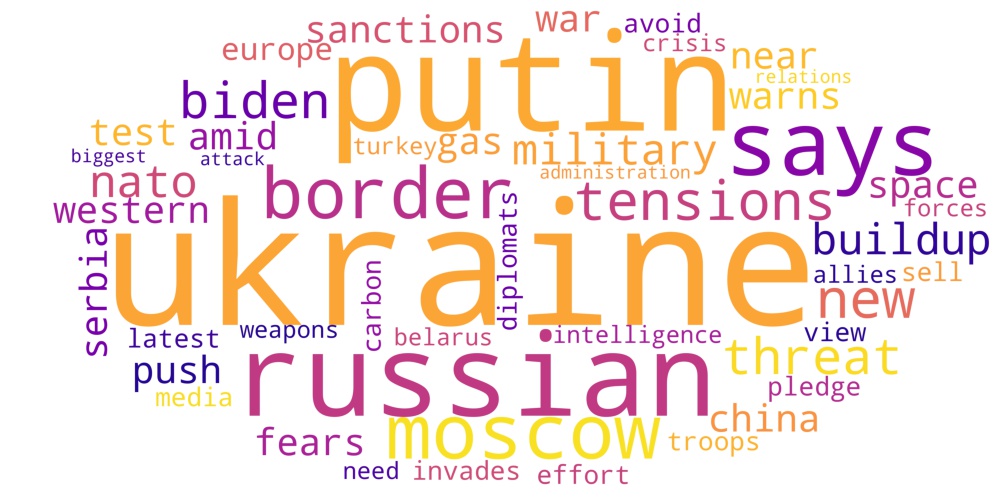 war
avoid
sanctions
crisis
europe
putin
near
relations
biden
warns
test
amid
turkey
gas
military
says
biggest
attack
administration
nato
border
tensions
space
western
forces
ukraine
diplomats
serbia
buildup
carbon
allies
sell
new
latest
weapons
belarus
intelligence
view
push
russian
threat
media
pledge
moscow
china
fears
troops
need
invades
effort